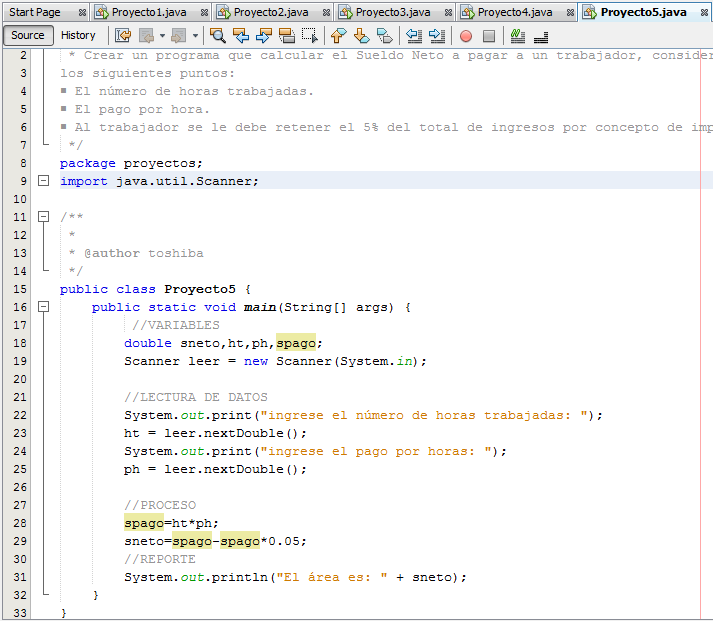 Start Page Proyecto1.java Proyecto2.java Proyecto3.java Proyecto4.java Proyecto5.java
Source History
2 * Crear un programa que calcular el Sueldo Neto a pagar a un trabajador, consider
3 los siguientes puntos:
4 ▪ El número de horas trabajadas.
5 ▪ El pago por hora.
6 ▪ Al trabajador se le debe retener el 5% del total de ingresos por concepto de imp
7 */
8 package proyectos;
9 import java.util.Scanner;
10
11 /**
12 *
13 * @author toshiba
14 */
15 public class Proyecto5 {
16 public static void main(String[] args) {
17 //VARIABLES
18 double sneto,ht,ph,spago;
19 Scanner leer = new Scanner(System.in);
20
21 //LECTURA DE DATOS
22 System.out.print("ingrese el número de horas trabajadas: ");
23 ht = leer.nextDouble();
24 System.out.print("ingrese el pago por horas: ");
25 ph = leer.nextDouble();
26
27 //PROCESO
28 spago=ht*ph;
29 sneto=spago-spago*0.05;
30 //REPORTE
31 System.out.println("El área es: " + sneto);
32 }
33 }